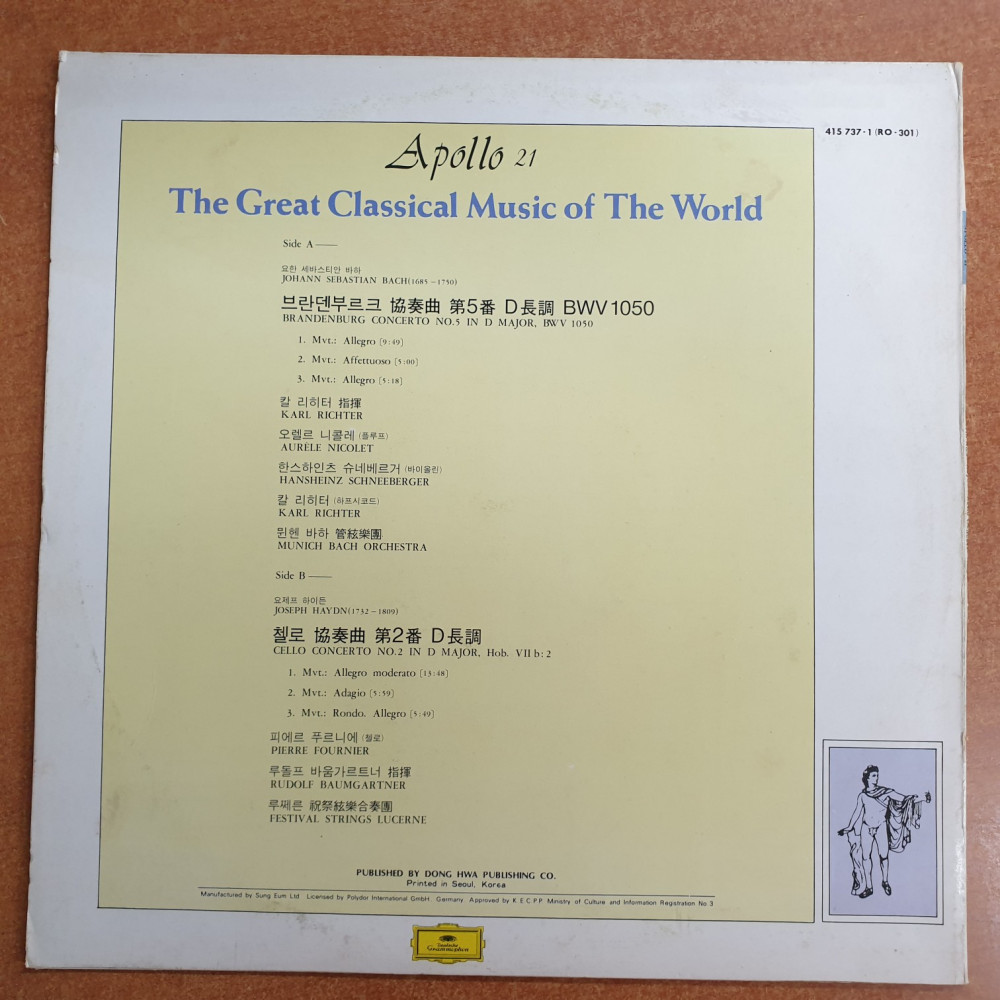 415 737-1 (RO-301)
Apollo 21
The Great Classical Music of The World
Side A ——
요한 세바스티안 바하
JOHANN SEBASTIAN BACH(1685-1750)
브란덴부르크 協奏曲 第5番 D長調 BWV 1050
BRANDENBURG CONCERTO NO.5 IN D MAJOR, BWV 1050
1. Mvt.: Allegro [9:49]
2. Mvt.: Affettuoso [5:00]
3. Mvt.: Allegro [5:18]
칼 리히터 指揮
KARL RICHTER
오렐르 니콜레 (플루프)
AURÈLE NICOLET
한스하인츠 슈네베르거 (바이올린)
HANSHEINZ SCHNEEBERGER
칼 리히터 (하프시코드)
KARL RICHTER
뮌헨 바하 管絃樂團
MUNICH BACH ORCHESTRA
Side B ——
요제프 하이든
JOSEPH HAYDN(1732-1809)
첼로 協奏曲 第2番 D長調
CELLO CONCERTO NO.2 IN D MAJOR, Hob. VII b: 2
1. Mvt.: Allegro moderato [13:48]
2. Mvt.: Adagio [5:59]
3. Mvt.: Rondo. Allegro [5:49]
피에르 푸르니에 (첼로)
PIERRE FOURNIER
루돌프 바움가르트너 指揮
RUDOLF BAUMGARTNER
루쩨른 祝祭絃樂合奏團
FESTIVAL STRINGS LUCERNE
PUBLISHED BY DONG HWA PUBLISHING CO.
Printed in Seoul, Korea
Manufactured by Sung Eum Ltd Licensed by Polydor International GmbH. Germany Approved by K.E.C.P.P. Ministry of Culture and Information Registration No 3
Deutsche
Grammophon